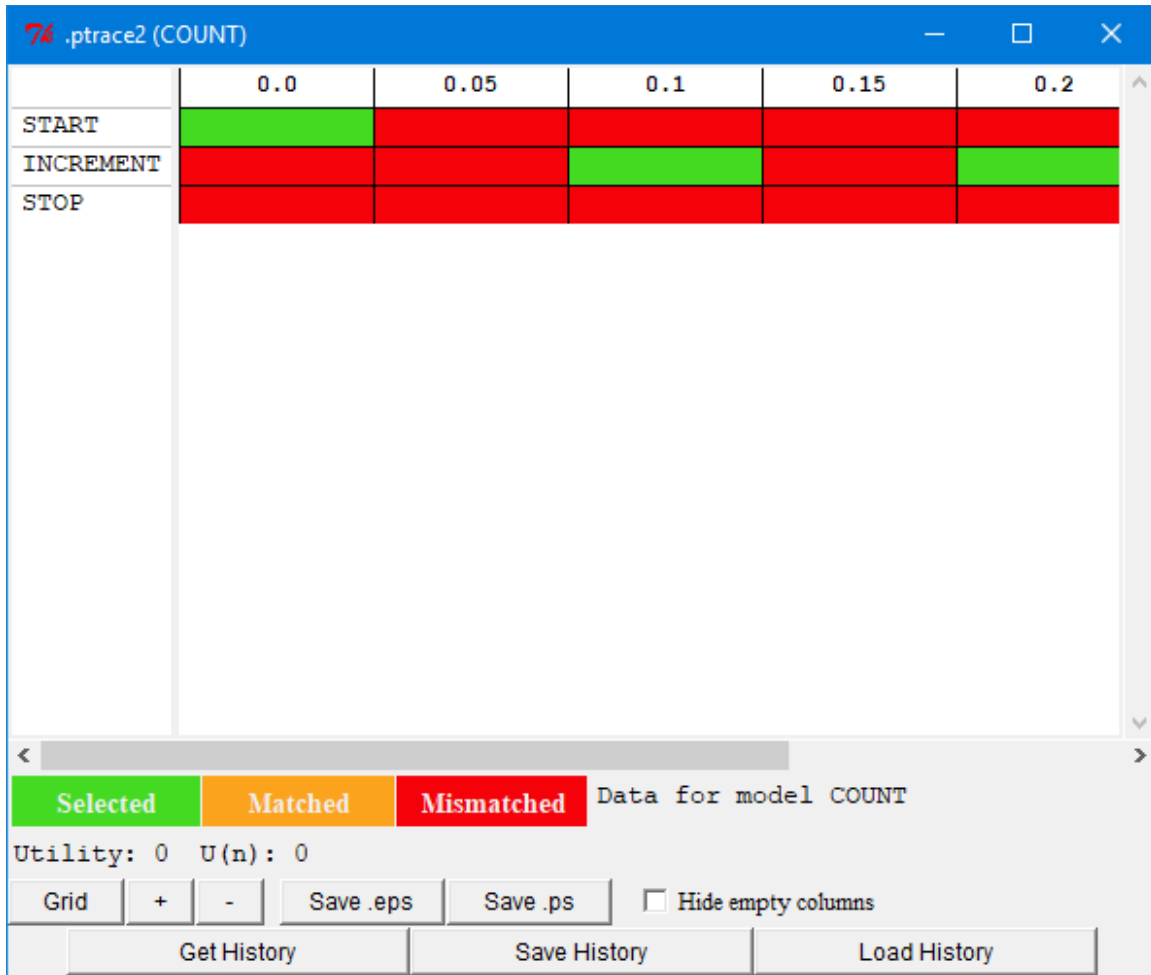 .ptrace2 (COUNT)
0.0 0.05 0.1 0.15 0.2
START
INCREMENT
STOP
Selected Matched Mismatched Data for model COUNT
Utility: 0 U(n): 0
Grid + - Save .eps Save .ps Hide empty columns
Get History Save History Load History